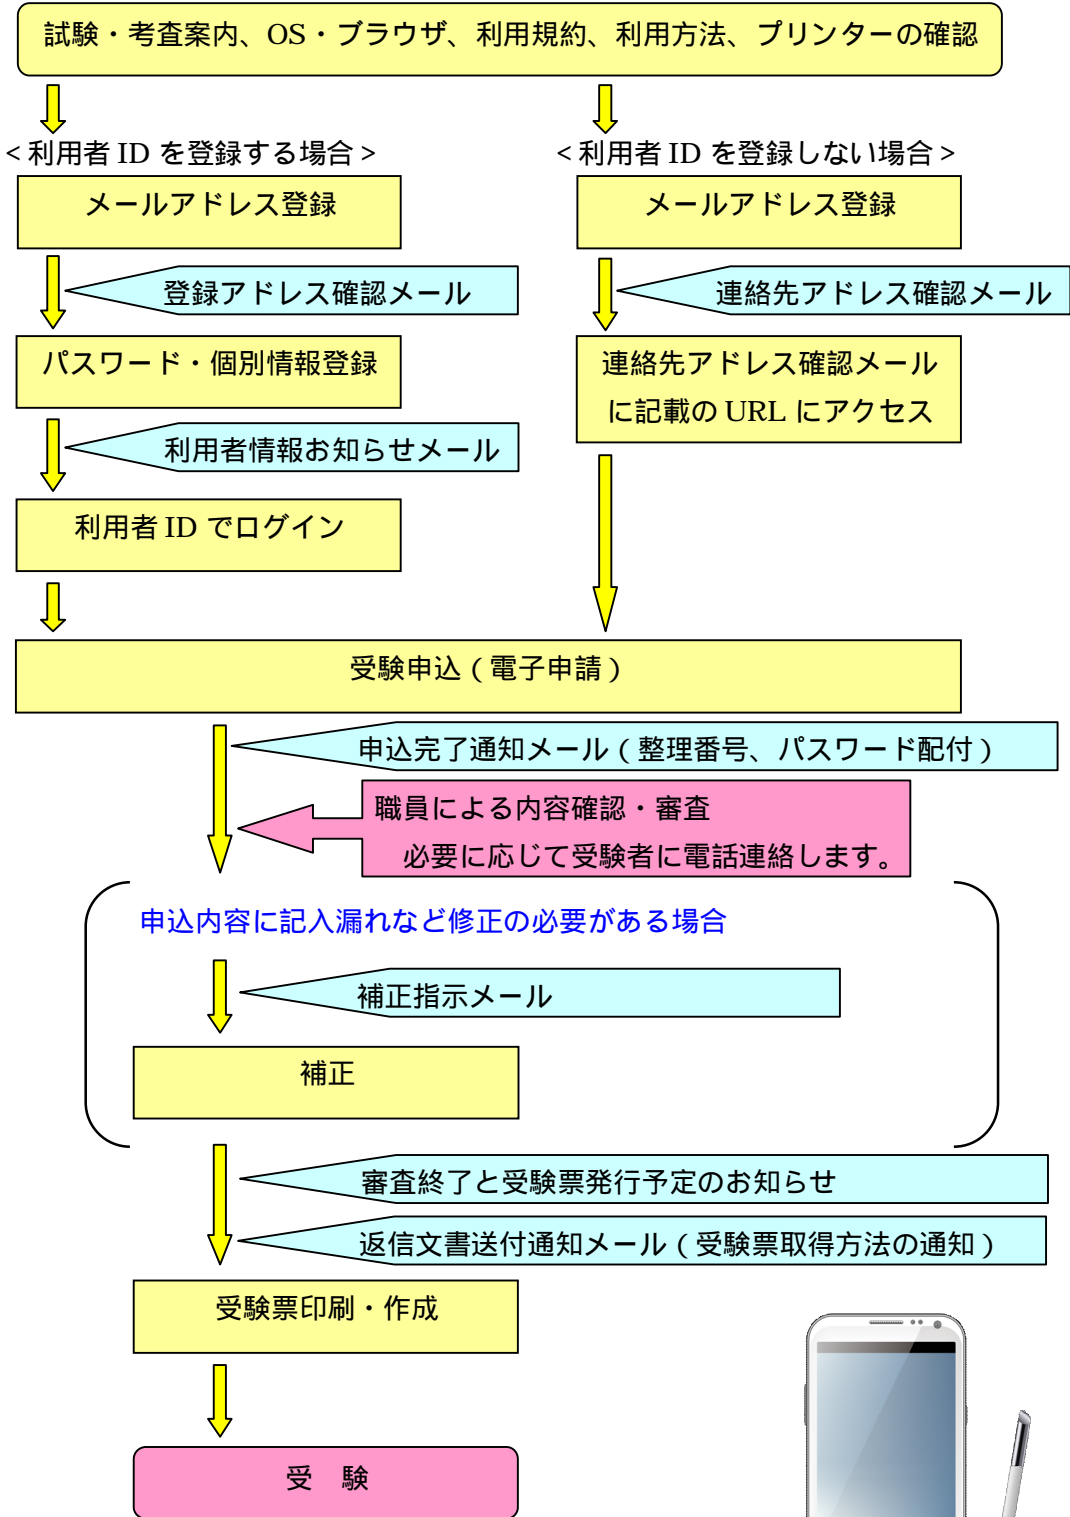 試験・考査案内、OS・ブラウザ、利用規約、利用方法、プリンターの確認
<利用者 ID を登録する場合>
メールアドレス登録
登録アドレス確認メール
パスワード・個別情報登録
利用者情報お知らせメール
利用者 ID でログイン
<利用者 ID を登録しない場合>
メールアドレス登録
連絡先アドレス確認メール
連絡先アドレス確認メール
に記載の URL にアクセス
受験申込(電子申請)
申込完了通知メール(整理番号、パスワード配付)
職員による内容確認・審査
必要に応じて受験者に電話連絡します。
申込内容に記入漏れなど修正の必要がある場合
補正指示メール
補正
審査終了と受験票発行予定のお知らせ
返信文書送付通知メール(受験票取得方法の通知)
受験票印刷・作成
受 験